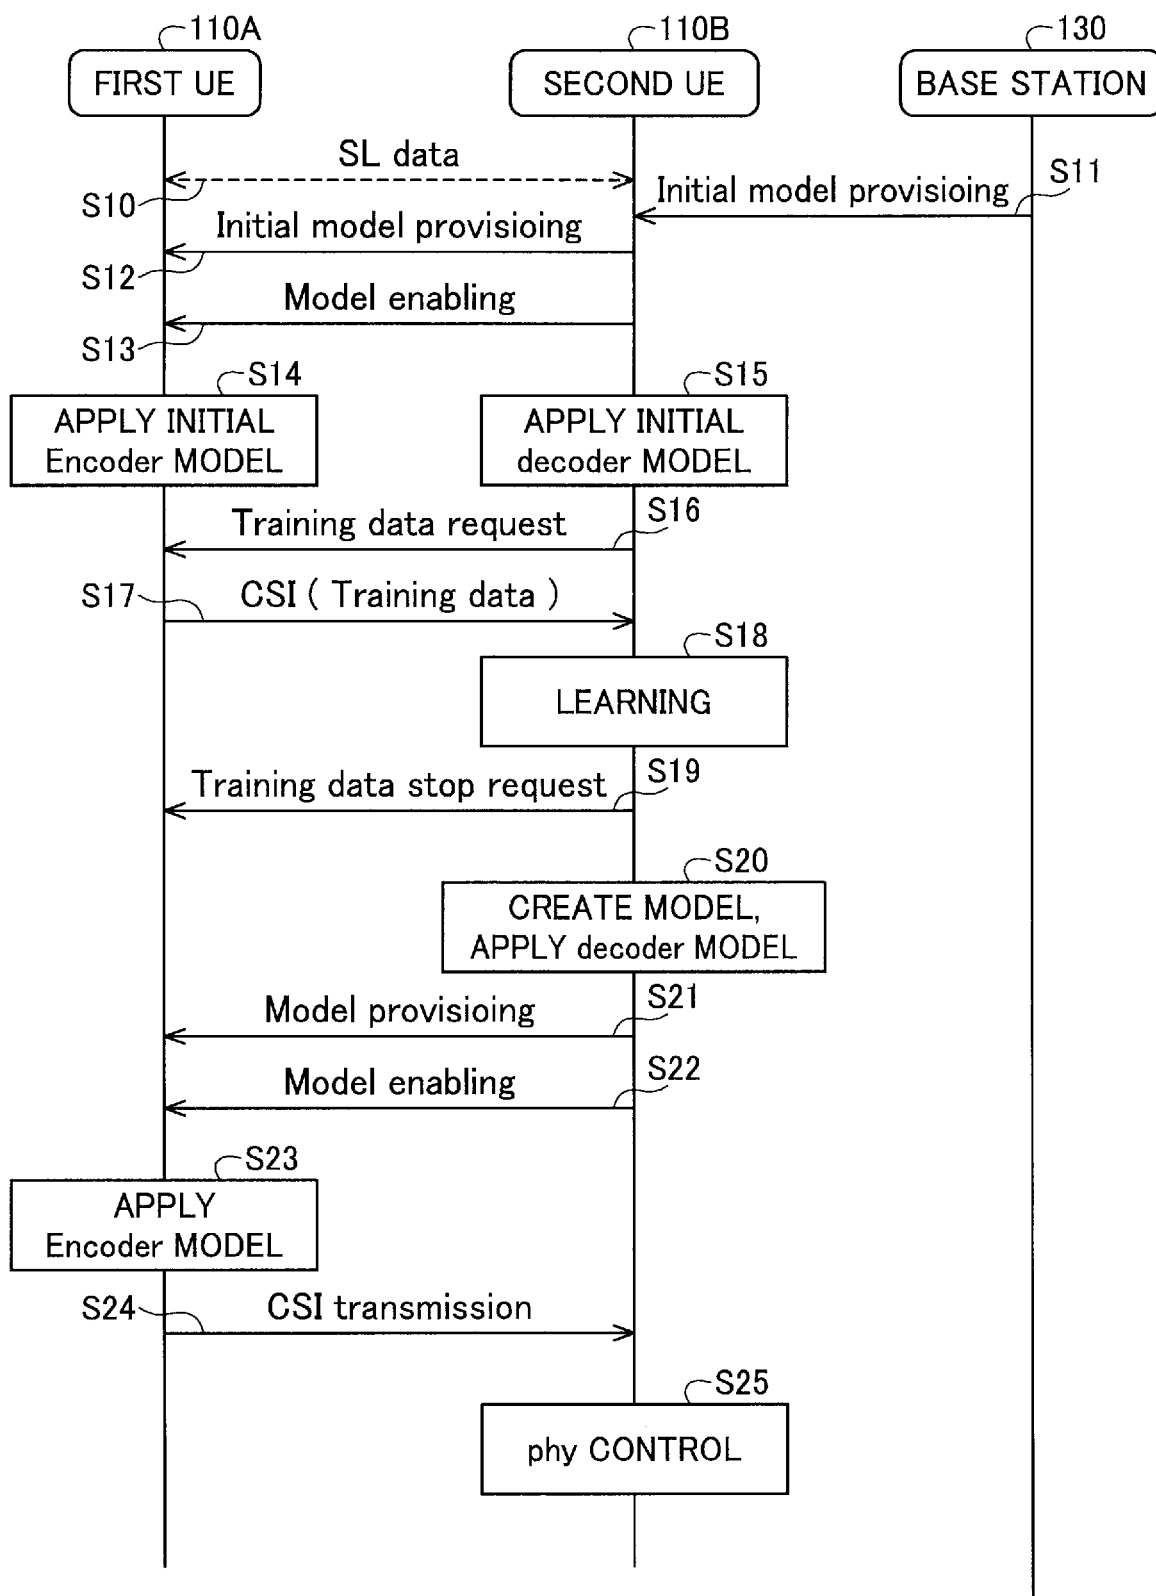 110A
110B
130
FIRST UE
SECOND UE
BASE STATION
SL data
S10
S11
Initial model provisioing
Initial model provisioing
S12
Model enabling
S13
S14
APPLY INITIAL
Encoder MODEL
S15
APPLY INITIAL
decoder MODEL
S16
Training data request
S17
CSI ( Training data )
S18
LEARNING
S19
Training data stop request
S20
CREATE MODEL,
APPLY decoder MODEL
S21
Model provisioing
S22
Model enabling
S23
APPLY
Encoder MODEL
S24
CSI transmission
S25
phy CONTROL